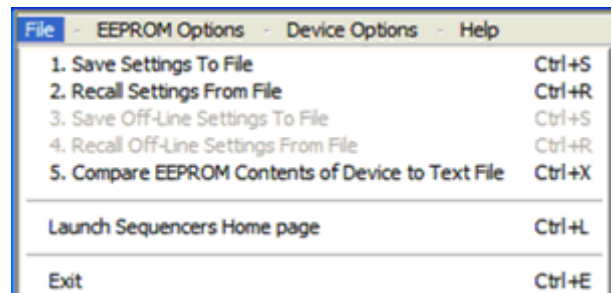 File - EEPROM Options - Device Options - Help
1. Save Settings To File Ctrl+S
2. Recall Settings From File Ctrl+R
3. Save Off-Line Settings To File Ctrl+S
4. Recall Off-Line Settings From File Ctrl+R
5. Compare EEPROM Contents of Device to Text File Ctrl+X
Launch Sequencers Home page Ctrl+L
Exit Ctrl+E